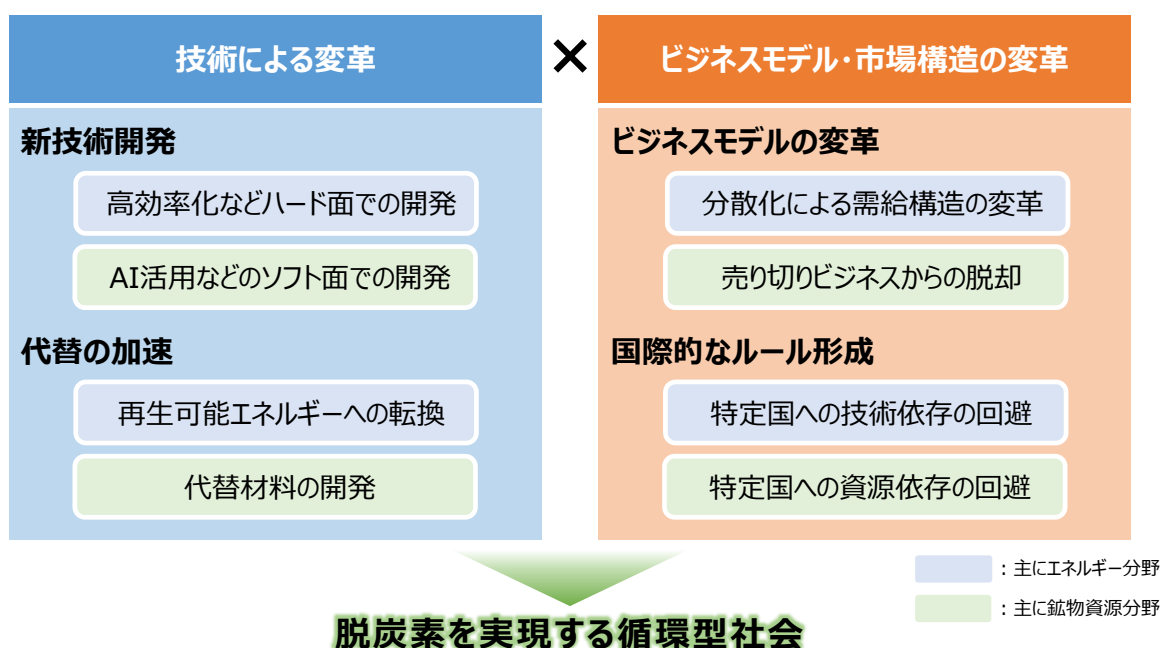 技術による変革
×
ビジネスモデル・市場構造の変革
新技術開発
高効率化などハード面での開発
AI活用などのソフト面での開発
代替の加速
再生可能エネルギーへの転換
代替材料の開発
ビジネスモデルの変革
分散化による需給構造の変革
売り切りビジネスからの脱却
国際的なルール形成
特定国への技術依存の回避
特定国への資源依存の回避
：主にエネルギー分野
：主に鉱物資源分野
脱炭素を実現する循環型社会